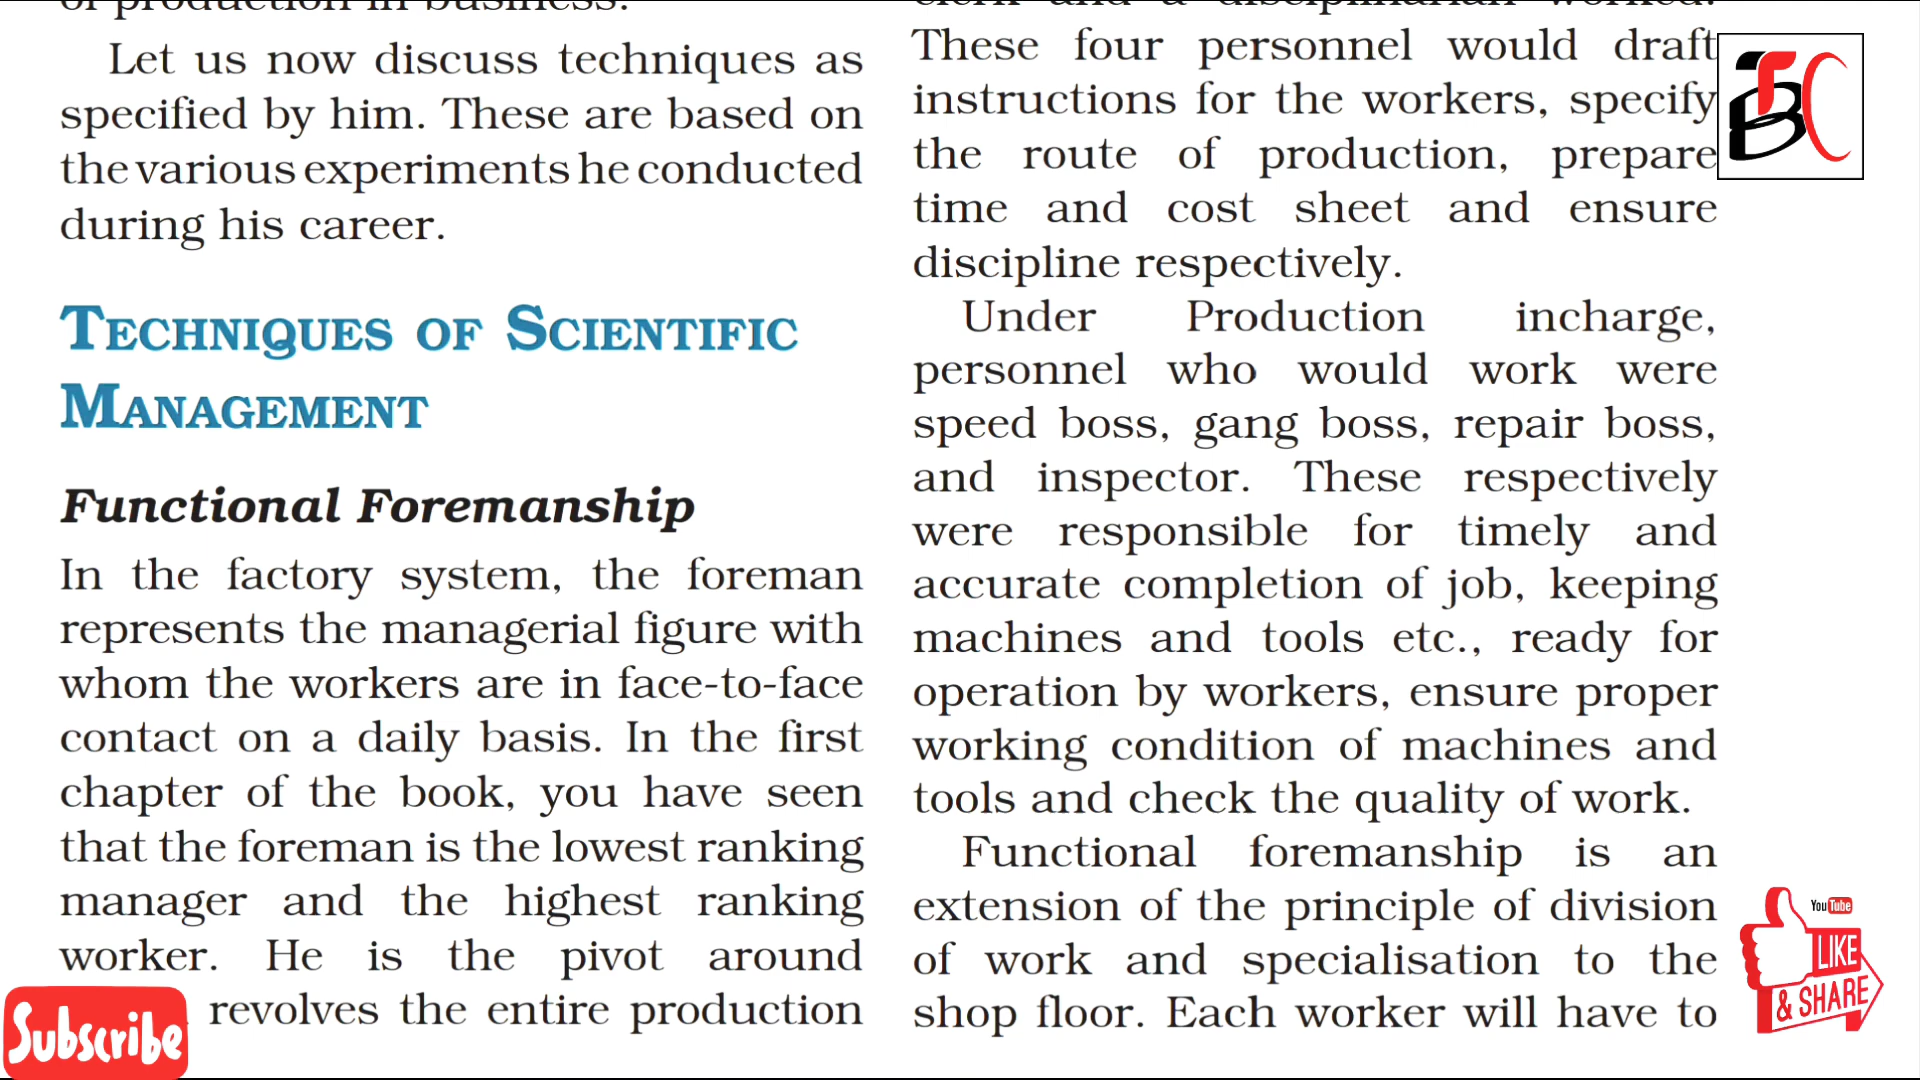 of production in business.
Let us now discuss techniques as
specified by him. These are based on
the various experiments he conducted
during his career.
TECHNIQUES OF SCIENTIFIC
MANAGEMENT
Functional Foremanship
In the factory system, the foreman
represents the managerial figure with
whom the workers are in face-to-face
contact on a daily basis. In the first
chapter of the book, you have seen
that the foreman is the lowest ranking
manager and the highest ranking
worker. He is the pivot around
revolves the entire production
clerk and a disciplinarian worked.
These four personnel would draft
instructions for the workers, specify
the route of production, prepare
time and cost sheet and ensure
discipline respectively.
Under Production incharge,
personnel who would work were
speed boss, gang boss, repair boss,
and inspector. These respectively
were responsible for timely and
accurate completion of job, keeping
machines and tools etc., ready for
operation by workers, ensure proper
working condition of machines and
tools and check the quality of work.
Functional foremanship is an
extension of the principle of division
of work and specialisation to the
shop floor. Each worker will have to
Subscribe
YouTube
LIKE
& SHARE